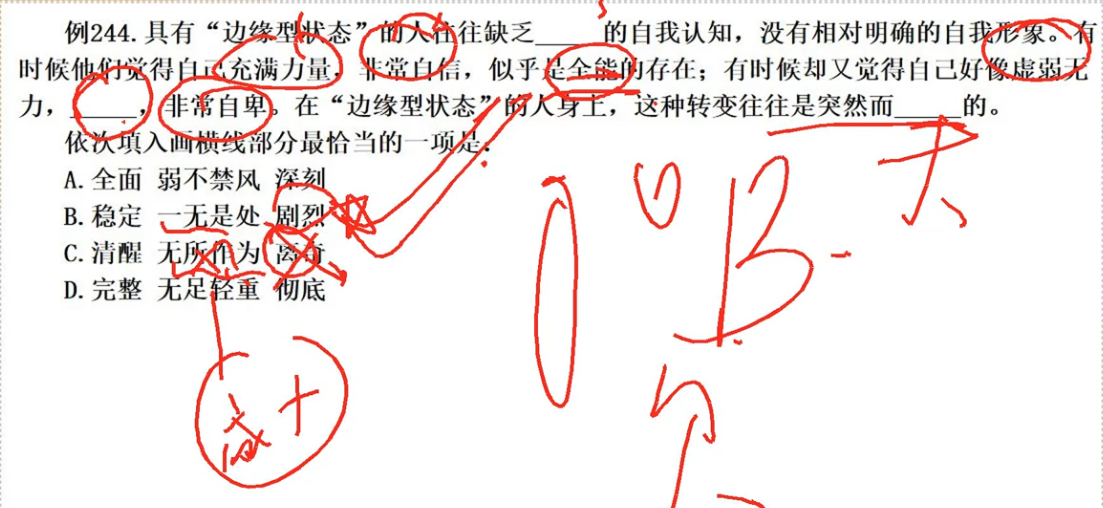 例244.具有“边缘型状态”的人往往缺乏_____的自我认知，没有相对明确的自我形象。有
时候他们觉得自己充满力量，非常自信，似乎是全能的存在；有时候却又觉得自己好像虚弱无
力，_____，非常自卑。在“边缘型状态”的人身上，这种转变往往是突然而_____的。
依次填入画横线部分最恰当的一项是：
A.全面 弱不禁风 深刻
B.稳定 一无是处 剧烈
C.清醒 无所作为 离奇
D.完整 无足轻重 彻底
B